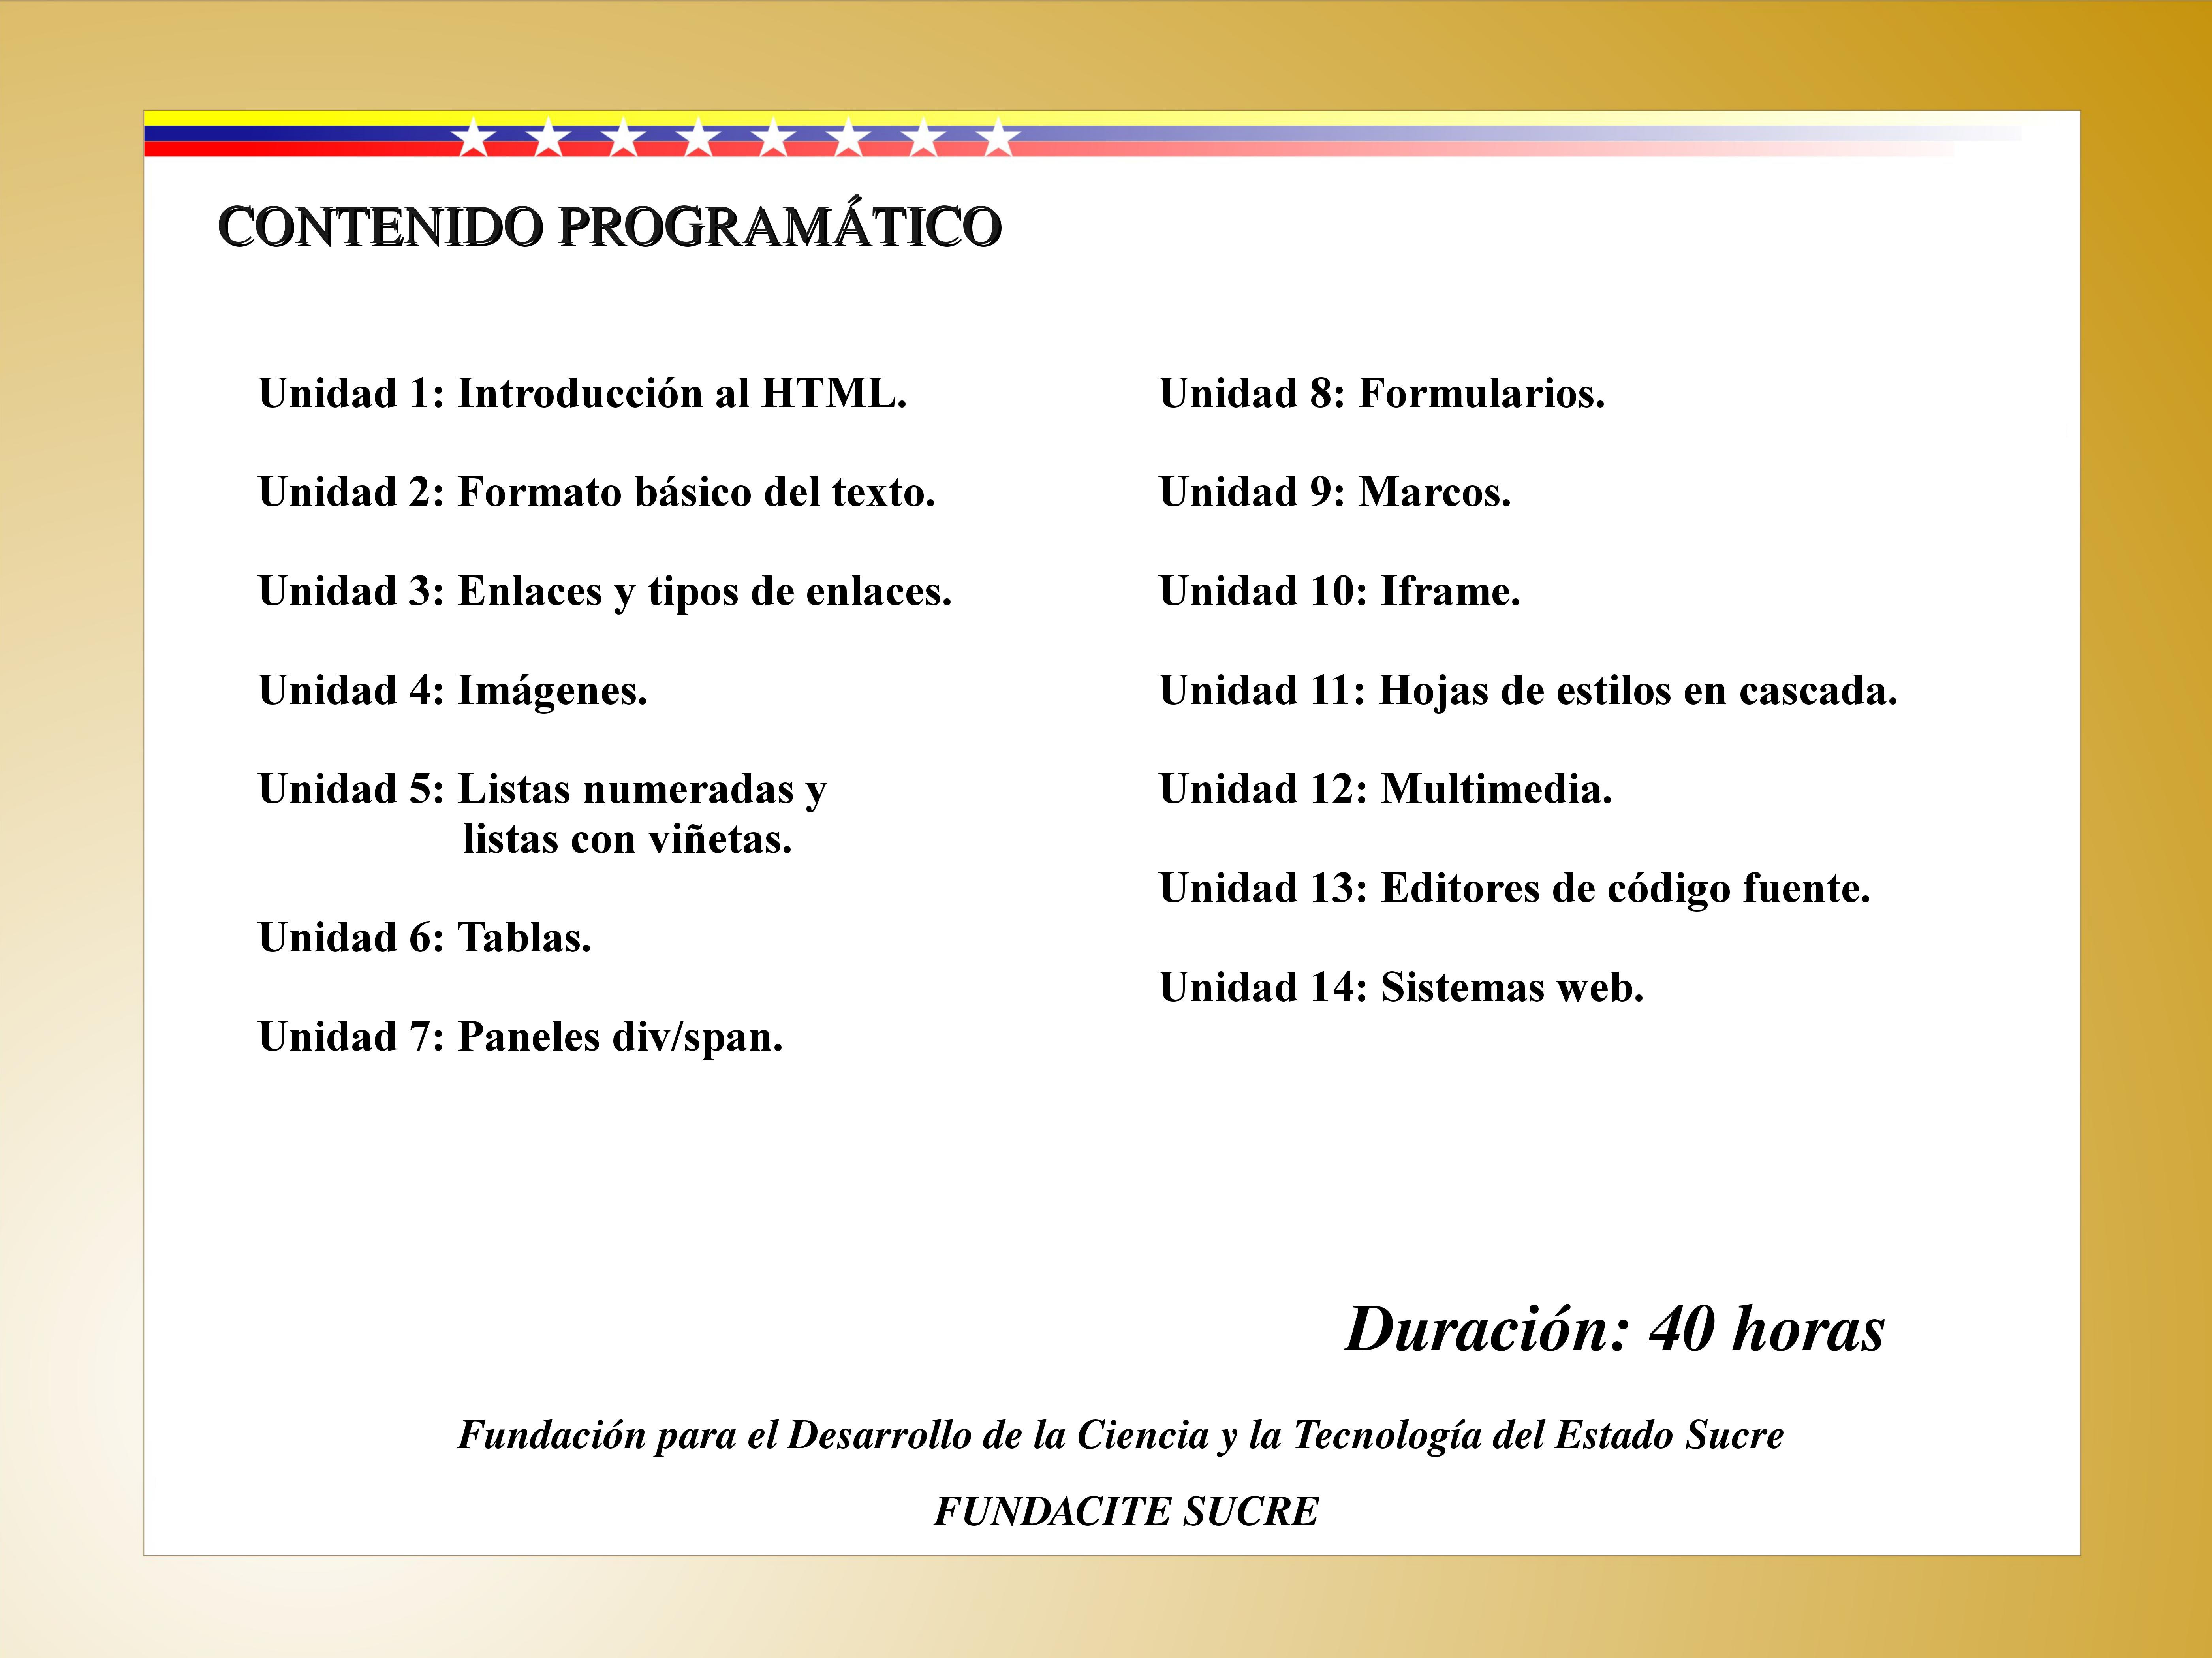 CONTENIDO PROGRAMÁTICO
Unidad 1: Introducción al HTML.
Unidad 2: Formato básico del texto.
Unidad 3: Enlaces y tipos de enlaces.
Unidad 4: Imágenes.
Unidad 5: Listas numeradas y
listas con viñetas.
Unidad 6: Tablas.
Unidad 7: Paneles div/span.
Unidad 8: Formularios.
Unidad 9: Marcos.
Unidad 10: Iframe.
Unidad 11: Hojas de estilos en cascada.
Unidad 12: Multimedia.
Unidad 13: Editores de código fuente.
Unidad 14: Sistemas web.
Duración: 40 horas
Fundación para el Desarrollo de la Ciencia y la Tecnología del Estado Sucre
FUNDACITE SUCRE